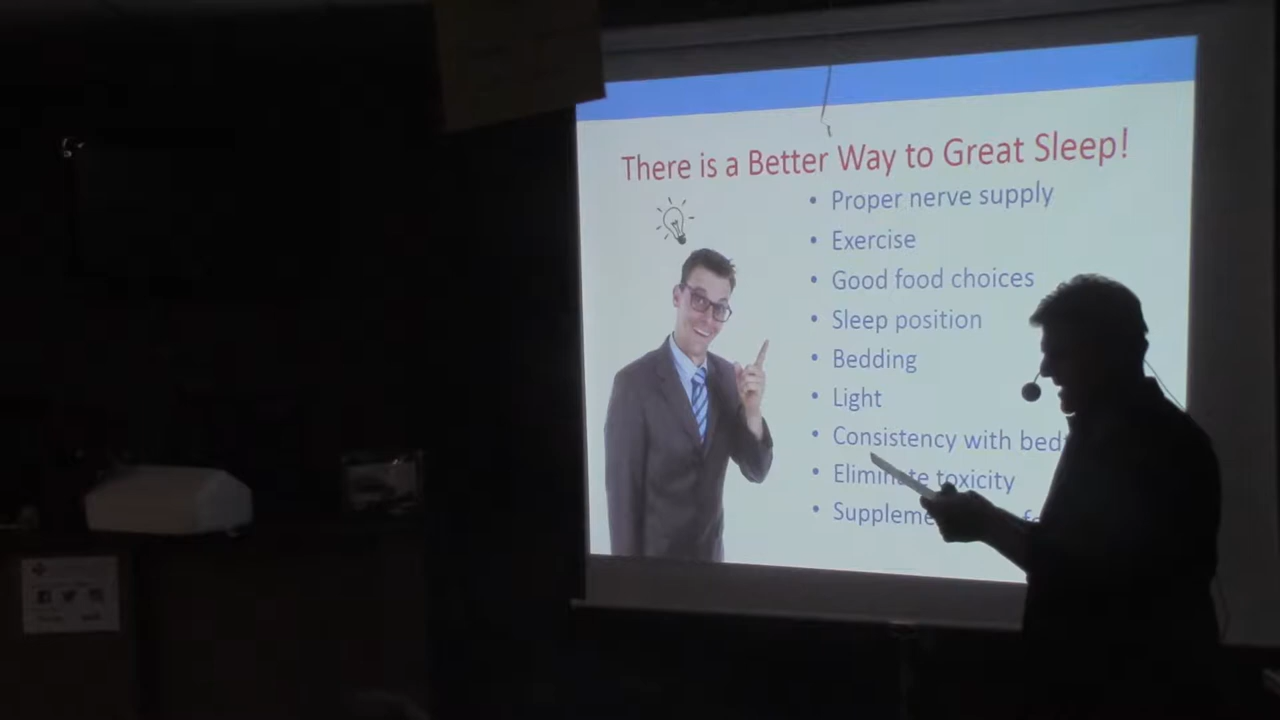 There is a Better Way to Great Sleep!
• Proper nerve supply
• Exercise
• Good food choices
• Sleep position
• Bedding
• Light
• Consistency with
• Eliminate toxicity